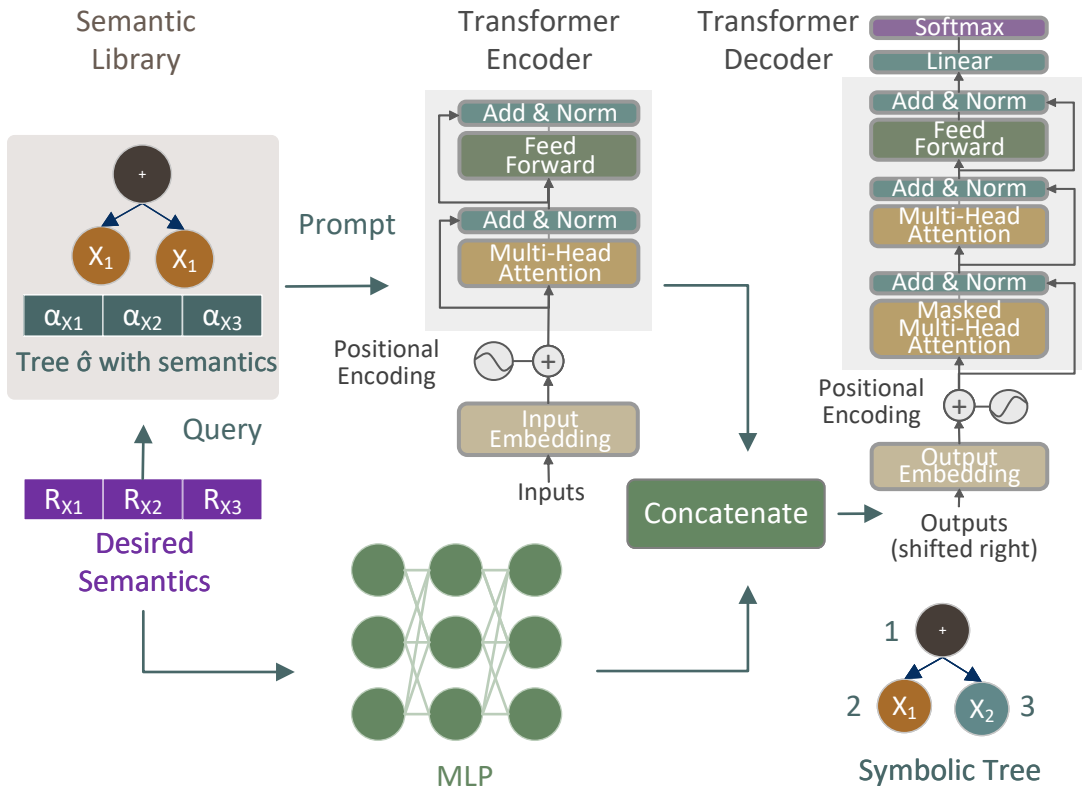 Semantic
Library
+
X₁ X₁
αX1 αX2 αX3
Tree σ̂ with semantics
Query
RX1 RX2 RX3
Desired
Semantics
Prompt
Transformer
Encoder
Add & Norm
Feed
Forward
Add & Norm
Multi-Head
Attention
Positional
Encoding
+
Input
Embedding
Inputs
MLP
Concatenate
Transformer
Decoder
Softmax
Linear
Add & Norm
Feed
Forward
Add & Norm
Multi-Head
Attention
Add & Norm
Masked
Multi-Head
Attention
Positional
Encoding
+
Output
Embedding
Outputs
(shifted right)
1 +
2 X₁ X₂ 3
Symbolic Tree